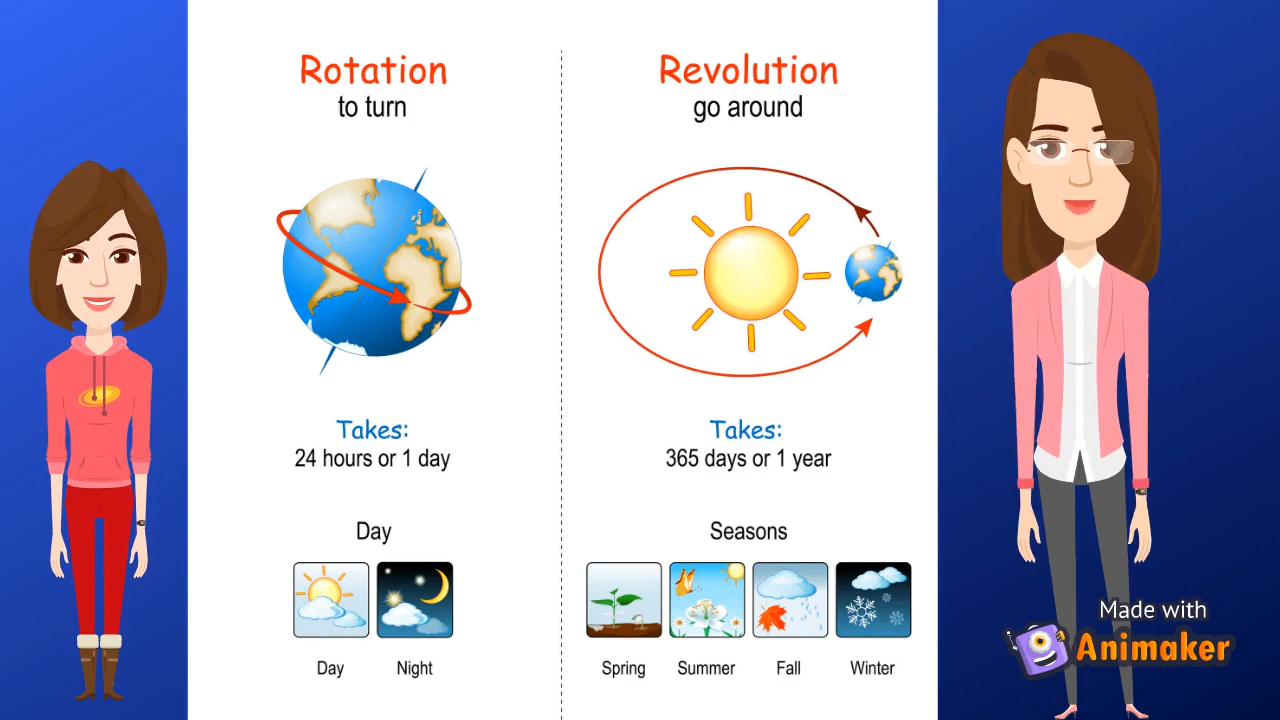 Rotation
to turn
Takes:
24 hours or 1 day
Day
Day Night
Revolution
go around
Takes:
365 days or 1 year
Seasons
Spring Summer Fall Winter
Made with
Animaker